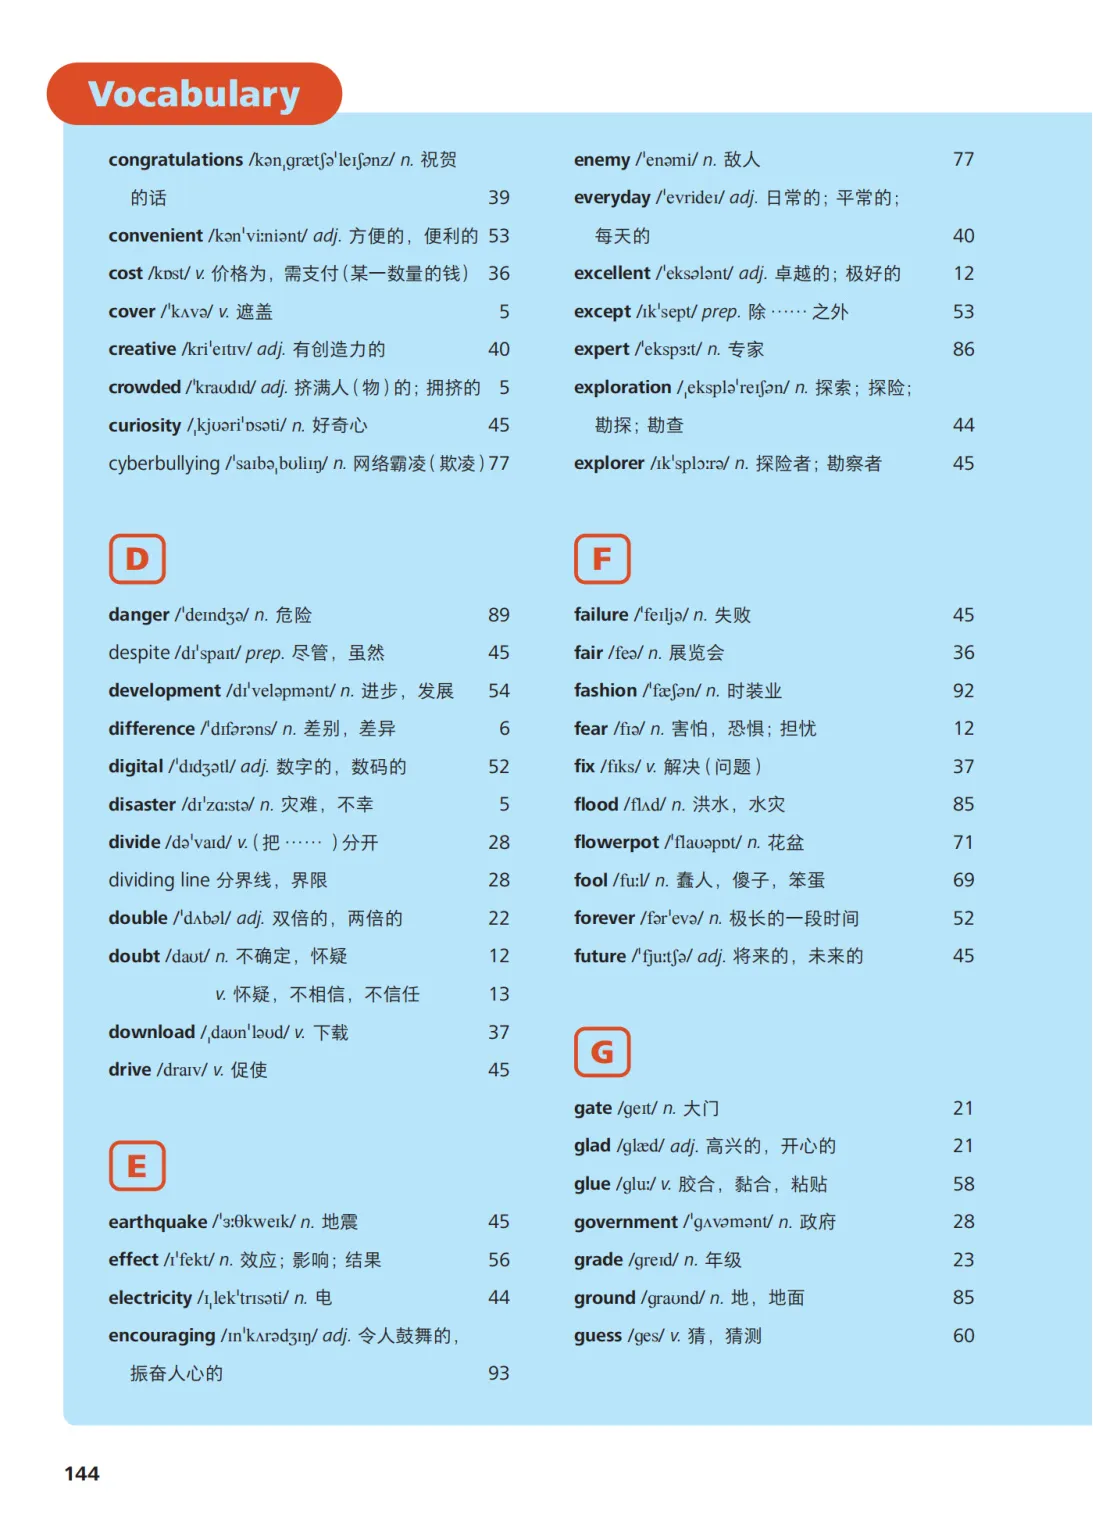 Vocabulary
congratulations /kənˌɡrætʃəˈleɪʃənz/ n. 祝贺
的话 39
convenient /kənˈviːniənt/ adj. 方便的，便利的 53
cost /kɒst/ v. 价格为，需支付（某一数量的钱） 36
cover /ˈkʌvə/ v. 遮盖 5
creative /kriˈeɪtɪv/ adj. 有创造力的 40
crowded /ˈkraʊdɪd/ adj. 挤满人（物）的；拥挤的 5
curiosity /ˌkjʊəriˈɒsəti/ n. 好奇心 45
cyberbullying /ˈsaɪbəˌbʊliɪŋ/ n. 网络霸凌（欺凌）77
D
danger /ˈdeɪndʒə/ n. 危险 89
despite /dɪˈspaɪt/ prep. 尽管，虽然 45
development /dɪˈveləpmənt/ n. 进步，发展 54
difference /ˈdɪfərəns/ n. 差别，差异 6
digital /ˈdɪdʒətl/ adj. 数字的，数码的 52
disaster /dɪˈzɑːstə/ n. 灾难，不幸 5
divide /dəˈvaɪd/ v.（把……）分开 28
dividing line 分界线，界限 28
double /ˈdʌbəl/ adj. 双倍的，两倍的 22
doubt /daʊt/ n. 不确定，怀疑 12
v. 怀疑，不相信，不信任 13
download /ˌdaʊnˈləʊd/ v. 下载 37
drive /draɪv/ v. 促使 45
E
earthquake /ˈɜːθkweɪk/ n. 地震 45
effect /ɪˈfekt/ n. 效应；影响；结果 56
electricity /ɪˌlekˈtrɪsəti/ n. 电 44
encouraging /ɪnˈkʌrədʒɪŋ/ adj. 令人鼓舞的，
振奋人心的 93
enemy /ˈenəmi/ n. 敌人 77
everyday /ˈevrideɪ/ adj. 日常的；平常的；
每天的 40
excellent /ˈeksələnt/ adj. 卓越的；极好的 12
except /ɪkˈsept/ prep. 除……之外 53
expert /ˈekspɜːt/ n. 专家 86
exploration /ˌekspləˈreɪʃən/ n. 探索；探险；
勘探；勘查 44
explorer /ɪkˈsplɔːrə/ n. 探险者；勘察者 45
F
failure /ˈfeɪljə/ n. 失败 45
fair /feə/ n. 展览会 36
fashion /ˈfæʃən/ n. 时装业 92
fear /fɪə/ n. 害怕，恐惧；担忧 12
fix /fɪks/ v. 解决（问题） 37
flood /flʌd/ n. 洪水，水灾 85
flowerpot /ˈflaʊəpɒt/ n. 花盆 71
fool /fuːl/ n. 蠢人，傻子，笨蛋 69
forever /fərˈevə/ n. 极长的一段时间 52
future /ˈfjuːtʃə/ adj. 将来的，未来的 45
G
gate /ɡeɪt/ n. 大门 21
glad /ɡlæd/ adj. 高兴的，开心的 21
glue /ɡluː/ v. 胶合，黏合，粘贴 58
government /ˈɡʌvəmənt/ n. 政府 28
grade /ɡreɪd/ n. 年级 23
ground /ɡraʊnd/ n. 地，地面 85
guess /ɡes/ v. 猜，猜测 60
144